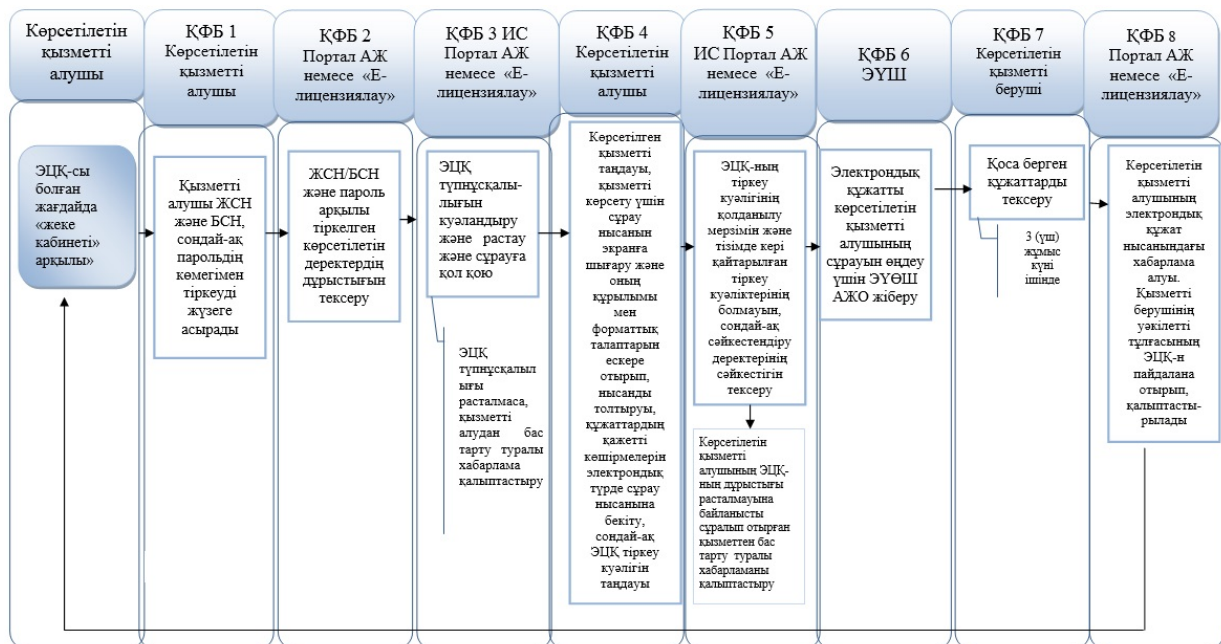 Көрсетілетін
қызметті
алушы
ҚФБ 1
Көрсетілетін
қызметті
алушы
ҚФБ 2
Портал АЖ
немесе «Е-
лицензиялау»
ҚФБ 3 ИС
Портал АЖ
немесе «Е-
лицензиялау»
ҚФБ 4
Көрсетілетін
қызметті
алушы
ҚФБ 5
ИС Портал АЖ
немесе «Е-
лицензиялау»
ҚФБ 6
ЭҮШ
ҚФБ 7
Көрсетілетін
қызметті
беруші
ҚФБ 8
Портал АЖ
немесе «Е-
лицензиялау»
ЭЦҚ-сы
болған
жағдайда
«жеке
кабинеті»
арқылы»
Қызметті
алушы ЖСН
және БСН,
сондай-ақ
парольдің
көмегімен
тіркеуді
жүзеге
асырады
ЖСН/БСН
және пароль
арқылы
тіркелген
көрсетілетін
деректердің
дұрыстығын
тексеру
ЭЦҚ
түпнұсқалы-
лығын
куәландыру
және растау
және сұрауға
қол қою
ЭЦҚ
түпнұсқалыл
ығы
расталмаса,
қызметті
алудан бас
тарту туралы
хабарлама
қалыптастыру
Көрсетілген
қызметті
таңдауы,
қызметті
көрсету үшін
сұрау
нысанын
экранға
шығару және
оның
құрылымы
мен
форматтық
талаптарын
ескере
отырып,
нысанды
толтыруы,
құжаттардың
қажетті
көшірмелерін
электрондық
түрде сұрау
нысанына
бекіту,
сондай-ақ
ЭЦҚ тіркеу
куәлігін
таңдауы
ЭЦҚ-ның
тіркеу
куәлігінің
қолданылу
мерзімін және
тізімде кері
қайтарылған
тіркеу
куәліктерінің
болмауын,
сондай-ақ
сәйкестендіру
деректерінің
сәйкестігін
тексеру
Көрсетілетін
қызметті
алушының ЭЦҚ-
ның дұрыстығы
расталмауына
байланысты
сұралып отырған
қызметтен бас
тарту туралы
хабарламаны
қалыптастыру
Электрондық
құжатты
көрсетілетін
қызметті
алушының
сұрауын өңдеу
үшін ЭҮӨШ
АЖО жіберу
Қоса берген
құжаттарды
тексеру
3 (үш)
жұмыс
күні
ішінде
Көрсетілетін
қызметті
алушының
электрондық
құжат
нысанындағы
хабарлама
алуы.
Қызметті
берушінің
уәкілетті
тұлғасының
ЭЦҚ-н
пайдалана
отырып,
қалыптасты-
рылады